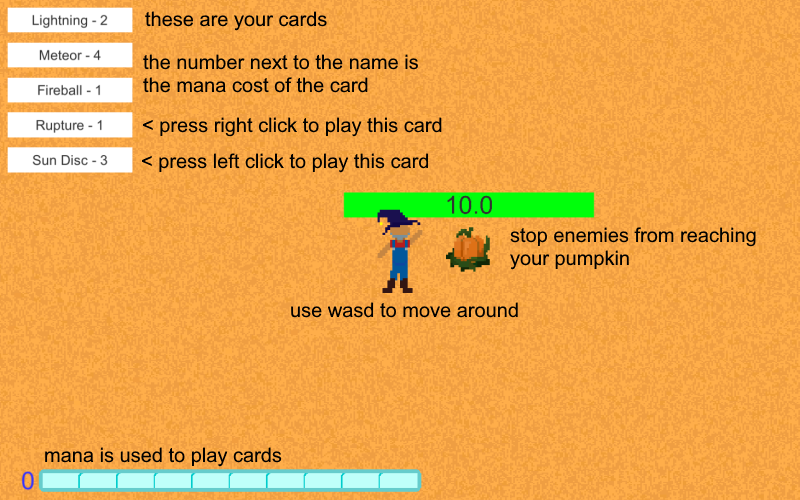 Lightning - 2
these are your cards
Meteor - 4
the number next to the name is
the mana cost of the card
Fireball - 1
Rupture - 1
< press right click to play this card
Sun Disc - 3
< press left click to play this card
10.0
stop enemies from reaching
your pumpkin
use wasd to move around
mana is used to play cards
0